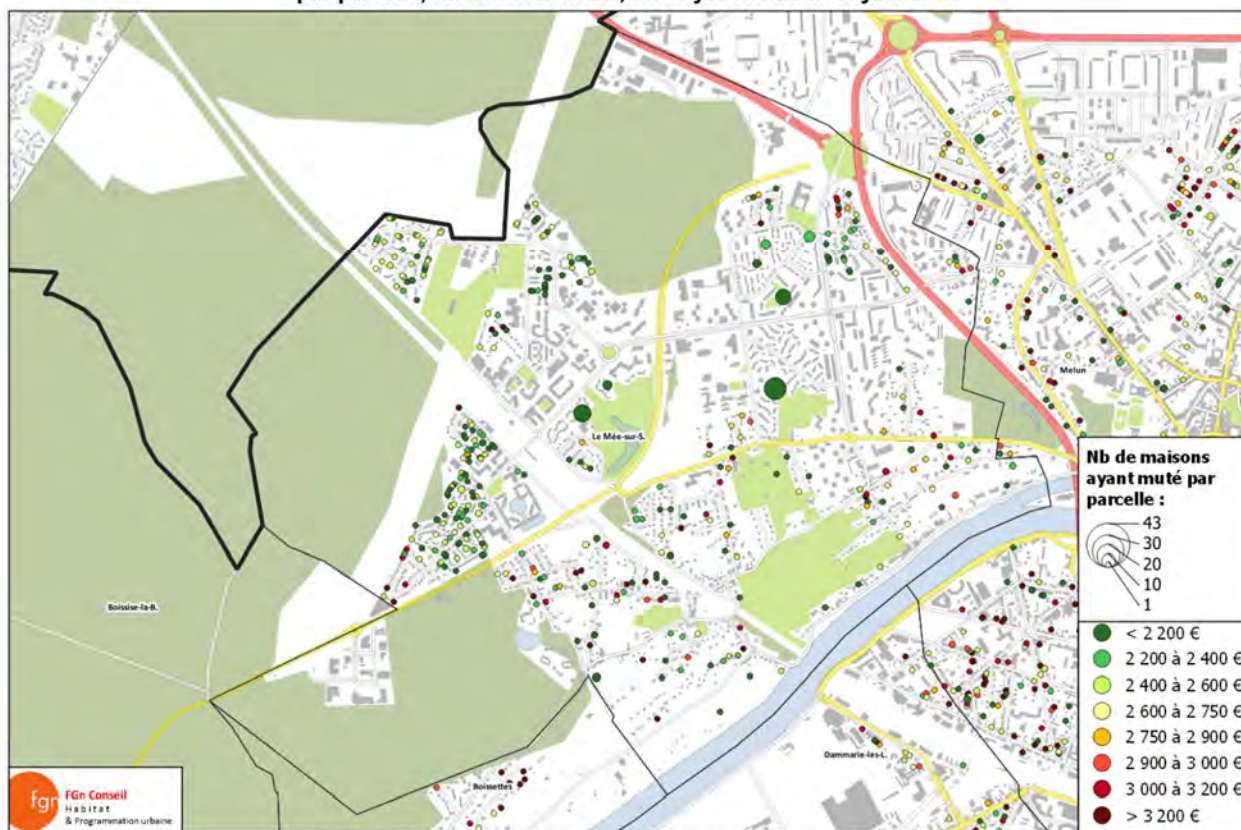 Le Mée-sur-S.
Melun
Boissise-la-B.
Dammarie-les-L.
Boissettes
Nb de maisons
ayant muté par
parcelle :
43
30
20
10
1
< 2 200 €
2 200 à 2 400 €
2 400 à 2 600 €
2 600 à 2 750 €
2 750 à 2 900 €
2 900 à 3 000 €
3 000 à 3 200 €
> 3 200 €
fgn
FGn Conseil
Habitat
& Programmation urbaine